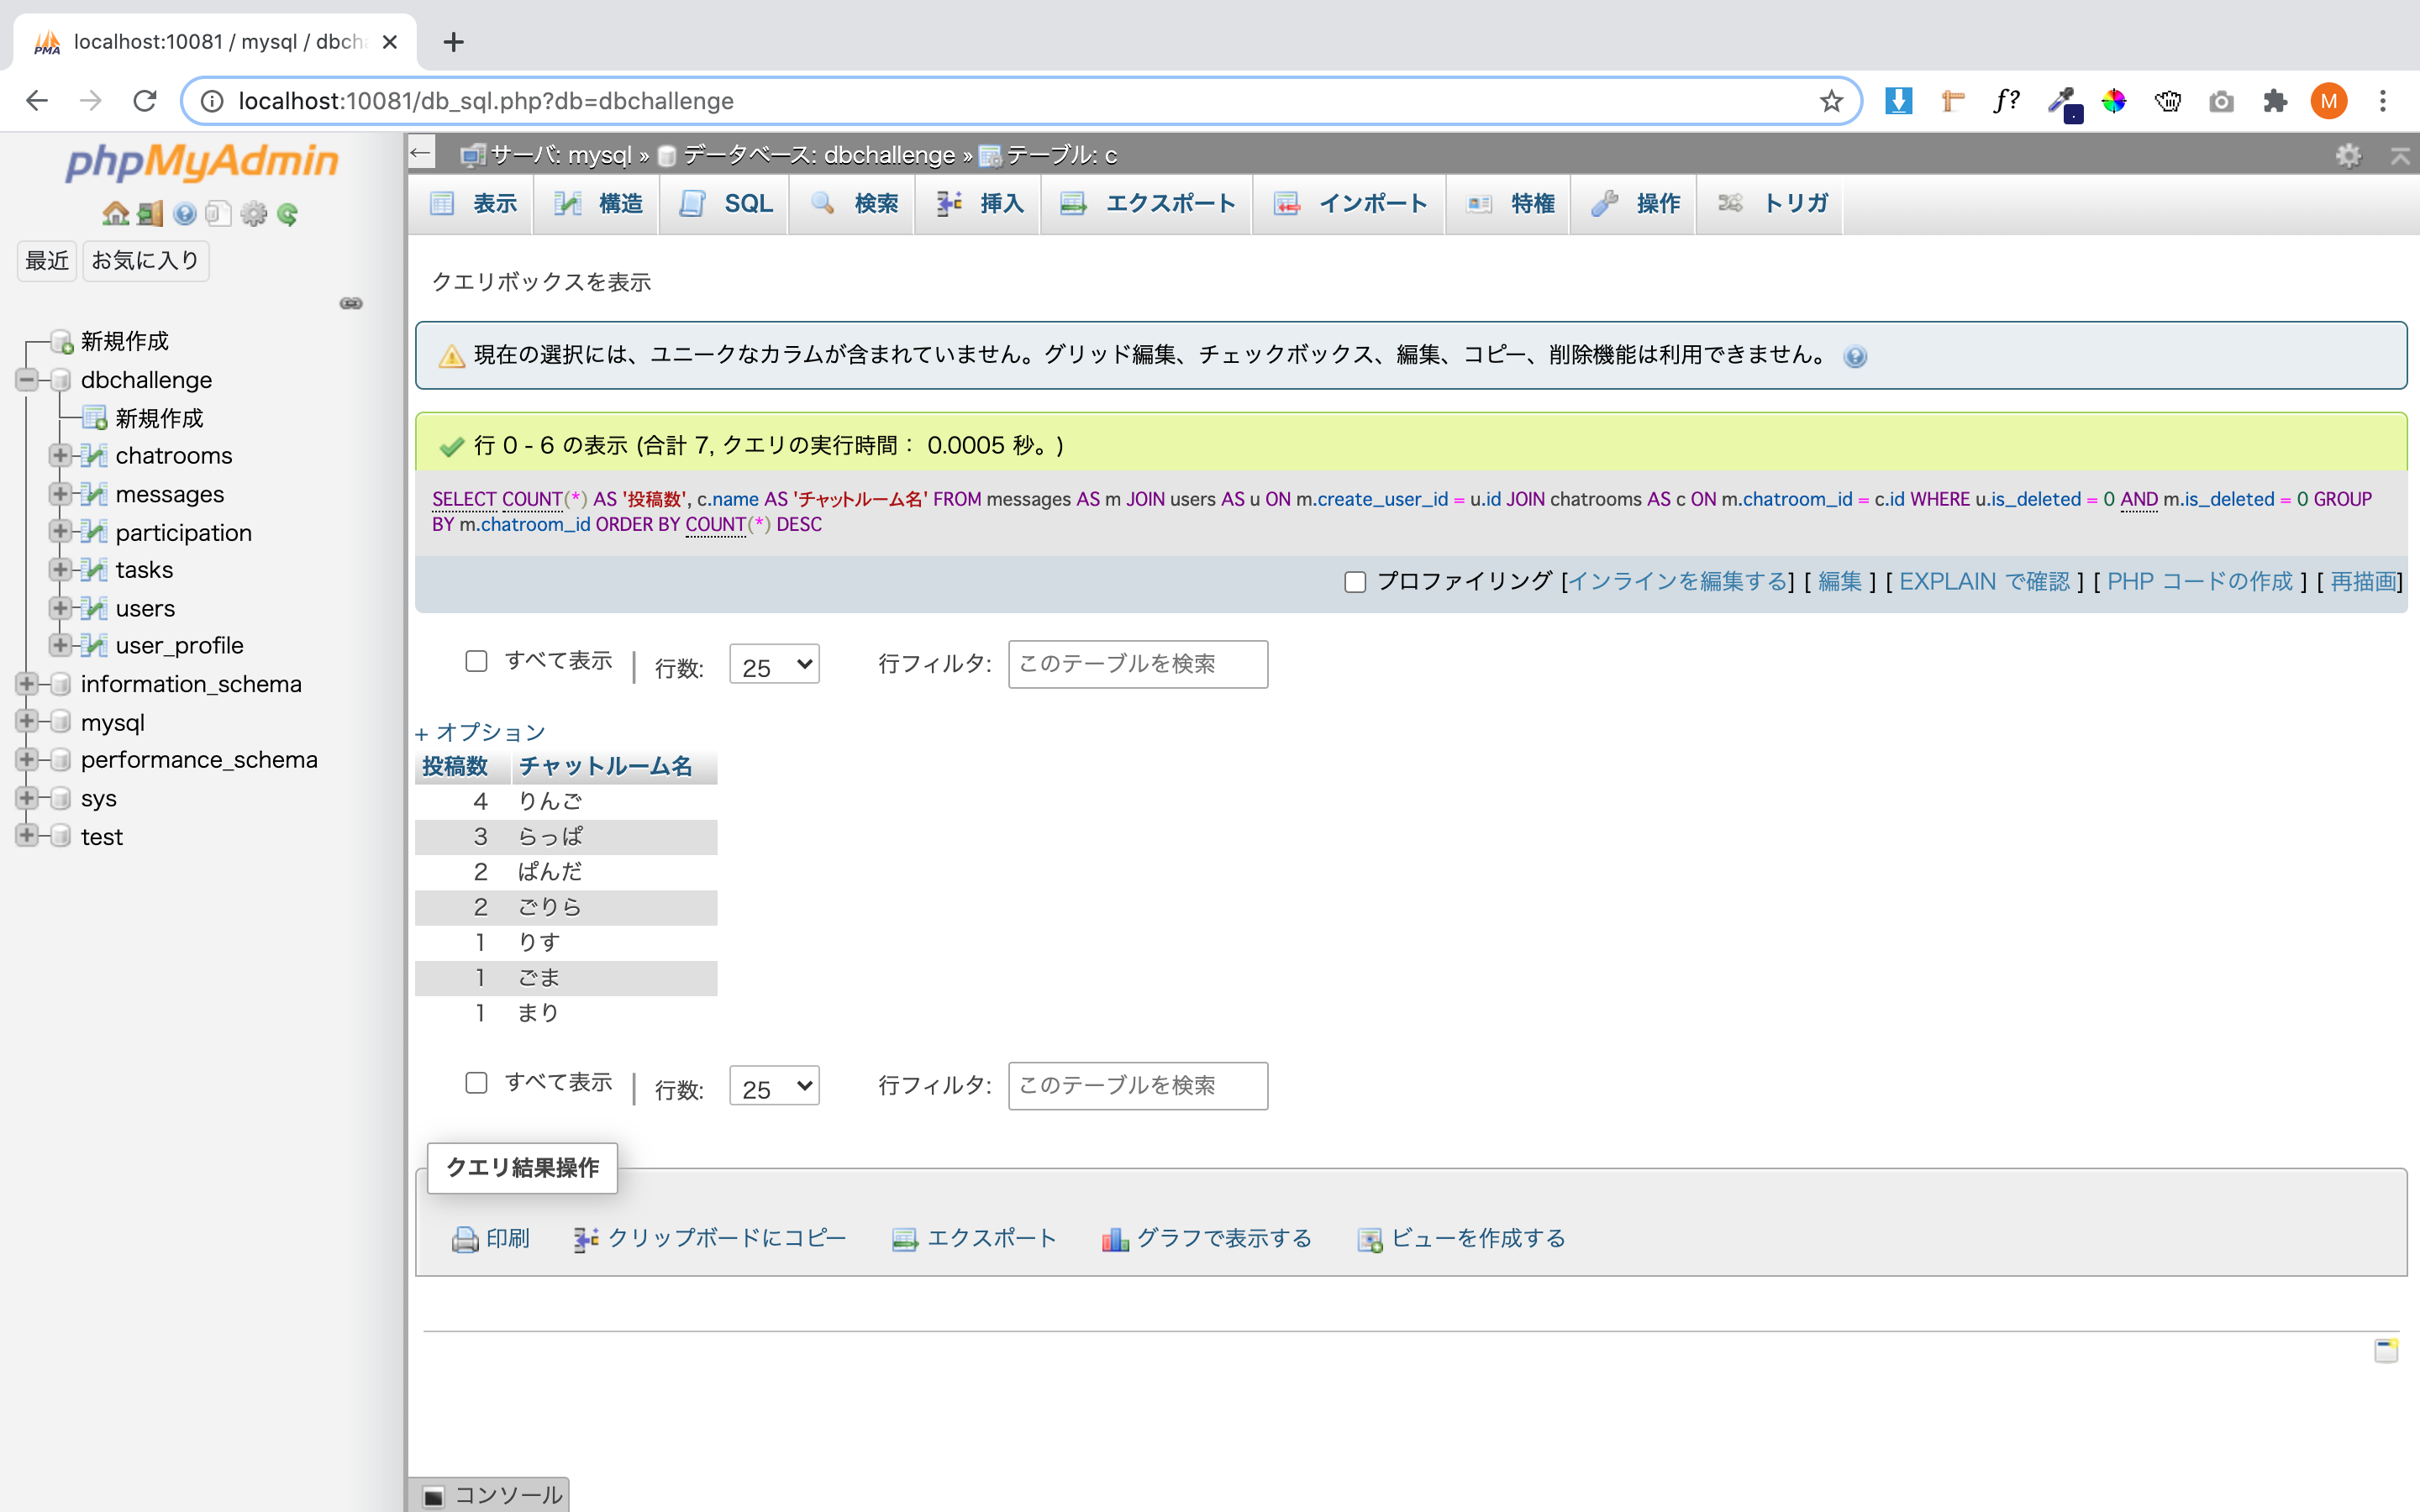 localhost:10081 / mysql / dbch
localhost:10081/db_sql.php?db=dbchallenge
M
phpMyAdmin
最近 お気に入り
新規作成
dbchallenge
新規作成
chatrooms
messages
participation
tasks
users
user_profile
information_schema
mysql
performance_schema
sys
test
サーバ: mysql » データベース: dbchallenge » テーブル: c
表示 構造 SQL 検索 挿入 エクスポート インポート 特権 操作 トリガ
クエリボックスを表示
現在の選択には、ユニークなカラムが含まれていません。グリッド編集、チェックボックス、編集、コピー、削除機能は利用できません。
行 0 - 6 の表示 (合計 7, クエリの実行時間： 0.0005 秒。)
SELECT COUNT(*) AS '投稿数', c.name AS 'チャットルーム名' FROM messages AS m JOIN users AS u ON m.create_user_id = u.id JOIN chatrooms AS c ON m.chatroom_id = c.id WHERE u.is_deleted = 0 AND m.is_deleted = 0 GROUP
BY m.chatroom_id ORDER BY COUNT(*) DESC
プロファイリング [インラインを編集する] [ 編集 ] [ EXPLAIN で確認 ] [ PHP コードの作成 ] [ 再描画]
すべて表示 | 行数: 25 行フィルタ: このテーブルを検索
+ オプション
投稿数 チャットルーム名
4 りんご
3 らっぱ
2 ぱんだ
2 ごりら
1 りす
1 ごま
1 まり
すべて表示 | 行数: 25 行フィルタ: このテーブルを検索
クエリ結果操作
印刷 クリップボードにコピー エクスポート グラフで表示する ビューを作成する
コンソール